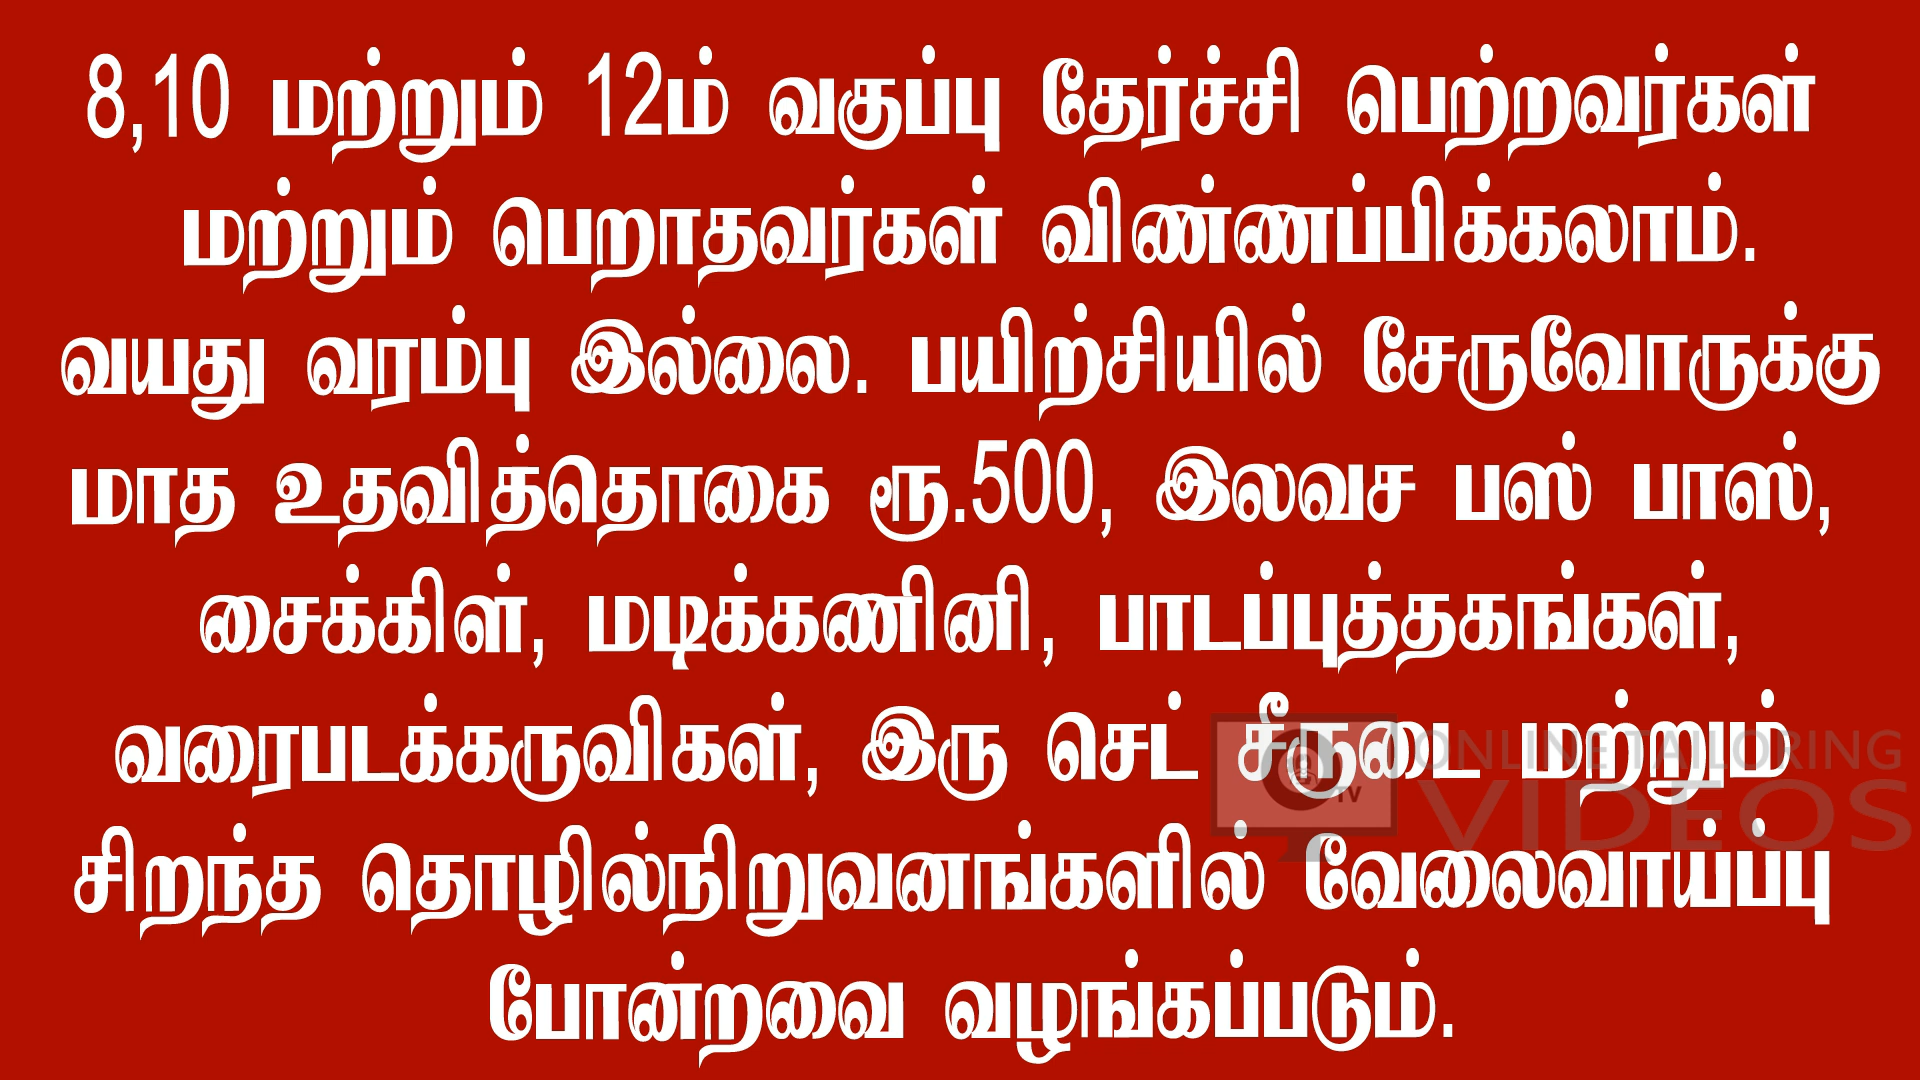 8,10 மற்றும் 12ம் வகுப்பு தேர்ச்சி பெற்றவர்கள்
மற்றும் பெறாதவர்கள் விண்ணப்பிக்கலாம்.
வயது வரம்பு இல்லை. பயிற்சியில் சேருவோருக்கு
மாத உதவித்தொகை ரூ.500, இலவச பஸ் பாஸ்,
சைக்கிள், மடிக்கணினி, பாடப்புத்தகங்கள்,
வரைபடக்கருவிகள், இரு செட் சீருடை மற்றும்
ONLINE TAILORING
VIDEOS
TV
சிறந்த தொழில்நிறுவனங்களில் வேலைவாய்ப்பு
போன்றவை வழங்கப்படும்.